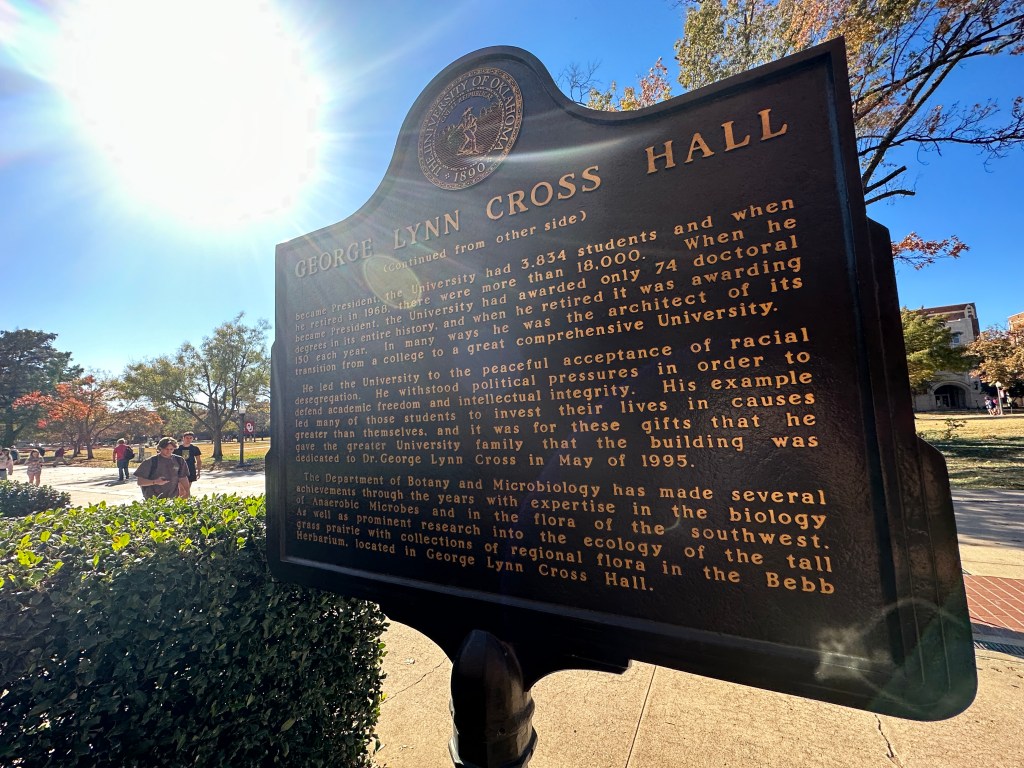 THE UNIVERSITY OF OKLAHOMA
1890
GEORGE LYNN CROSS HALL
(continued from other side)
became President, the University had 3,834 students and when
he retired in 1968, there were more than 18,000. When he
became President, the University had awarded only 74 doctoral
degrees in its entire history, and when he retired it was awarding
150 each year. In many ways he was the architect of its
transition from a college to a great comprehensive University.
He led the University to the peaceful acceptance of racial
desegregation. He withstood political pressures in order to
defend academic freedom and intellectual integrity. His example
led many of those students to invest their lives in causes
greater than themselves, and it was for these gifts that he
gave the greater University family that the building was
dedicated to Dr. George Lynn Cross in May of 1995.
The Department of Botany and Microbiology has made several
achievements through the years with expertise in the biology
of Anaerobic Microbes and in the flora of the southwest.
As well as prominent research into the ecology of the tall
grass prairie with collections of regional flora in the Bebb
Herbarium, located in George Lynn Cross Hall.